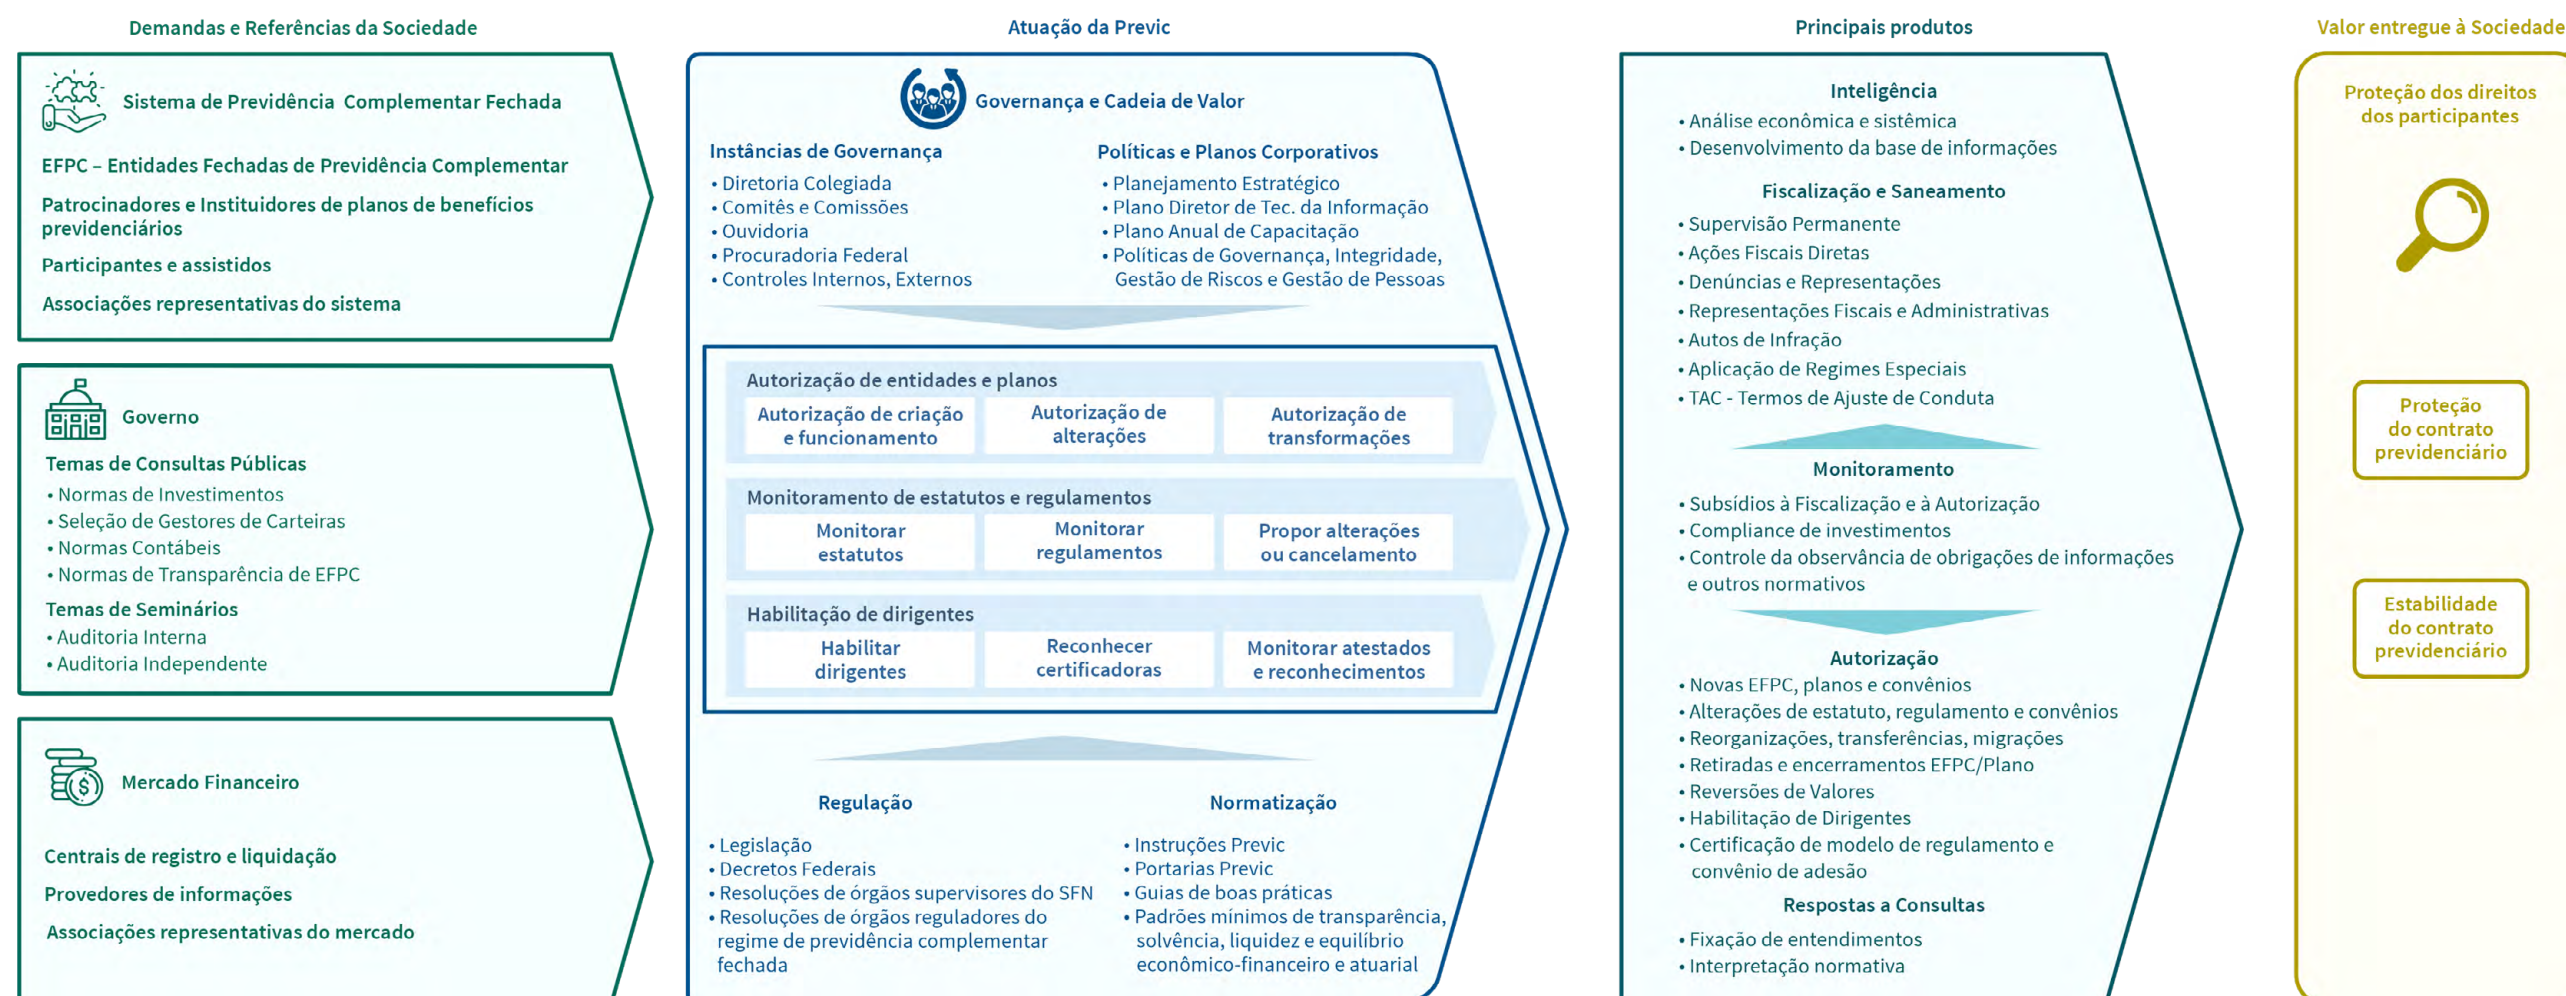 Demandas e Referências da Sociedade
Sistema de Previdência Complementar Fechada
EFPC – Entidades Fechadas de Previdência Complementar
Patrocinadores e Instituidores de planos de benefícios
previdenciários
Participantes e assistidos
Associações representativas do sistema
Governo
Temas de Consultas Públicas
• Normas de Investimentos
• Seleção de Gestores de Carteiras
• Normas Contábeis
• Normas de Transparência de EFPC
Temas de Seminários
• Auditoria Interna
• Auditoria Independente
Mercado Financeiro
Centrais de registro e liquidação
Provedores de informações
Associações representativas do mercado
Atuação da Previc
Governança e Cadeia de Valor
Instâncias de Governança
• Diretoria Colegiada
• Comitês e Comissões
• Ouvidoria
• Procuradoria Federal
• Controles Internos, Externos
Políticas e Planos Corporativos
• Planejamento Estratégico
• Plano Diretor de Tec. da Informação
• Plano Anual de Capacitação
• Políticas de Governança, Integridade,
Gestão de Riscos e Gestão de Pessoas
Autorização de entidades e planos
Autorização de criação
e funcionamento
Autorização de
alterações
Autorização de
transformações
Monitoramento de estatutos e regulamentos
Monitorar
estatutos
Monitorar
regulamentos
Propor alterações
ou cancelamento
Habilitação de dirigentes
Habilitar
dirigentes
Reconhecer
certificadoras
Monitorar atestados
e reconhecimentos
Regulação
• Legislação
• Decretos Federais
• Resoluções de órgãos supervisores do SFN
• Resoluções de órgãos reguladores do
regime de previdência complementar
fechada
Normatização
• Instruções Previc
• Portarias Previc
• Guias de boas práticas
• Padrões mínimos de transparência,
solvência, liquidez e equilíbrio
econômico-financeiro e atuarial
Principais produtos
Inteligência
• Análise econômica e sistêmica
• Desenvolvimento da base de informações
Fiscalização e Saneamento
• Supervisão Permanente
• Ações Fiscais Diretas
• Denúncias e Representações
• Representações Fiscais e Administrativas
• Autos de Infração
• Aplicação de Regimes Especiais
• TAC - Termos de Ajuste de Conduta
Monitoramento
• Subsídios à Fiscalização e à Autorização
• Compliance de investimentos
• Controle da observância de obrigações de informações
e outros normativos
Autorização
• Novas EFPC, planos e convênios
• Alterações de estatuto, regulamento e convênios
• Reorganizações, transferências, migrações
• Retiradas e encerramentos EFPC/Plano
• Reversões de Valores
• Habilitação de Dirigentes
• Certificação de modelo de regulamento e
convênio de adesão
Respostas a Consultas
• Fixação de entendimentos
• Interpretação normativa
Valor entregue à Sociedade
Proteção dos direitos
dos participantes
Proteção
do contrato
previdenciário
Estabilidade
do contrato
previdenciário